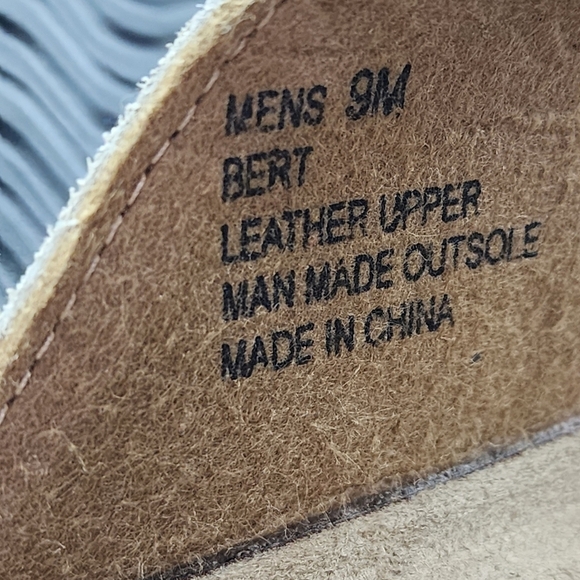 MENS 9M
BERT
LEATHER UPPER
MAN MADE OUTSOLE
MADE IN CHINA